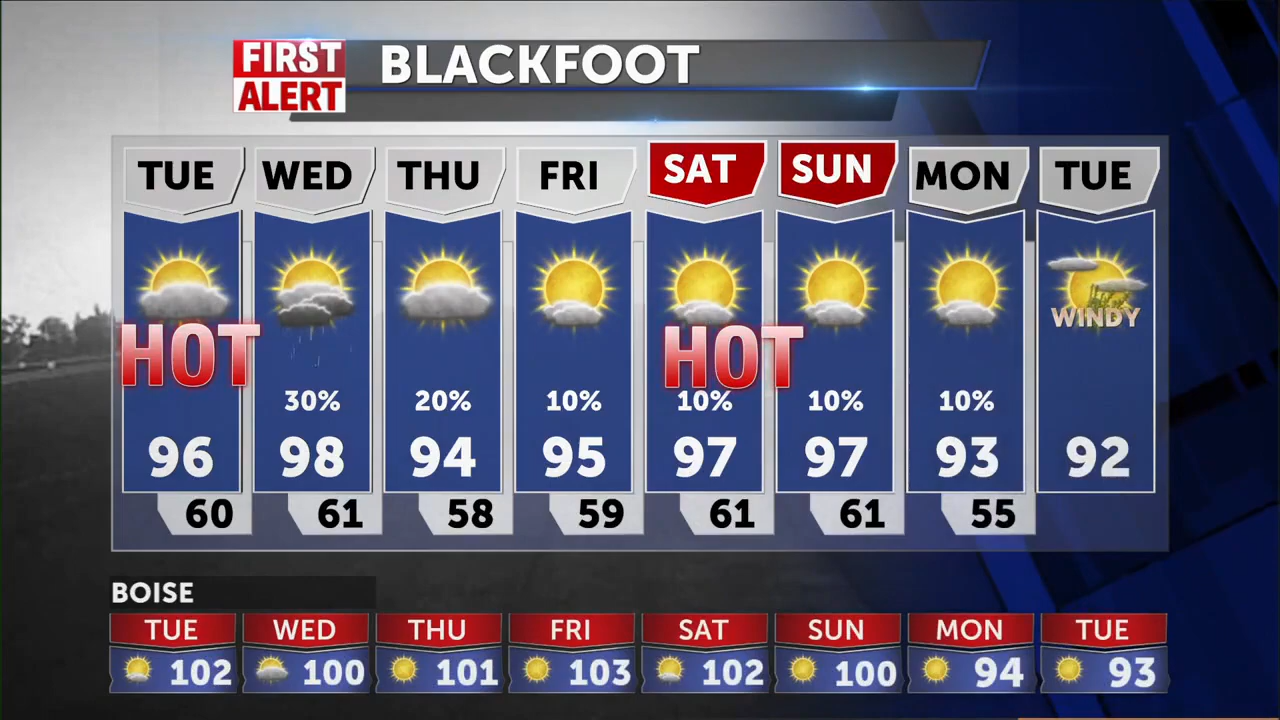 FIRST
ALERT
BLACKFOOT
TUE WED THU FRI SAT SUN MON TUE
WINDY
HOT HOT
30% 20% 10% 10% 10% 10%
96 98 94 95 97 97 93 92
60 61 58 59 61 61 55
BOISE
TUE WED THU FRI SAT SUN MON TUE
102 100 101 103 102 100 94 93